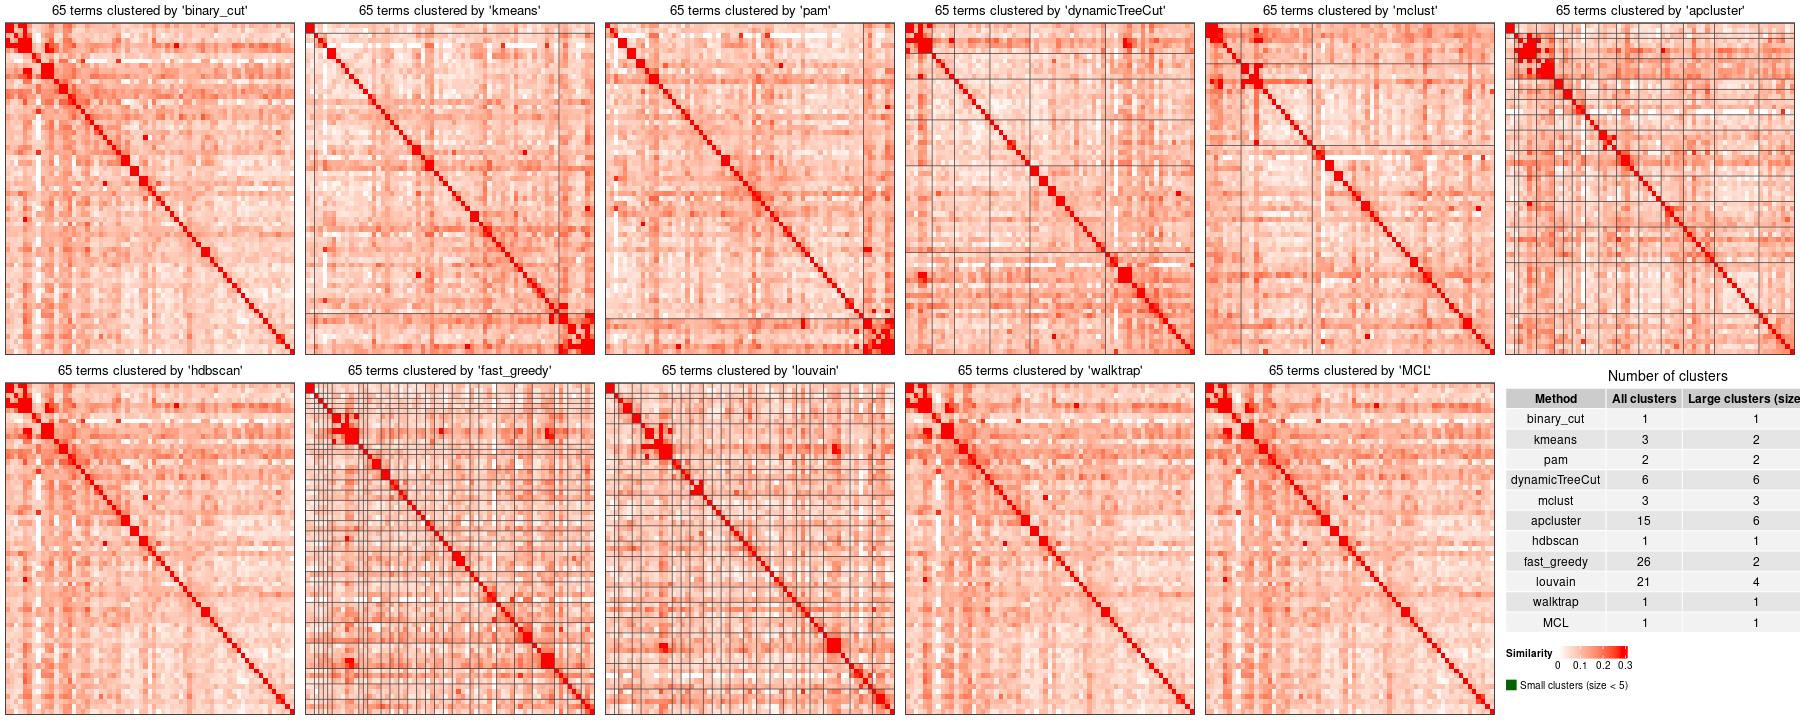 65 terms clustered by 'binary_cut'
65 terms clustered by 'kmeans'
65 terms clustered by 'pam'
65 terms clustered by 'dynamicTreeCut'
65 terms clustered by 'mclust'
65 terms clustered by 'apcluster'
65 terms clustered by 'hdbscan'
65 terms clustered by 'fast_greedy'
65 terms clustered by 'louvain'
65 terms clustered by 'walktrap'
65 terms clustered by 'MCL'
Number of clusters
Method All clusters Large clusters (size
binary_cut 1 1
kmeans 3 2
pam 2 2
dynamicTreeCut 6 6
mclust 3 3
apcluster 15 6
hdbscan 1 1
fast_greedy 26 2
louvain 21 4
walktrap 1 1
MCL 1 1
Similarity
0 0.1 0.2 0.3
Small clusters (size < 5)